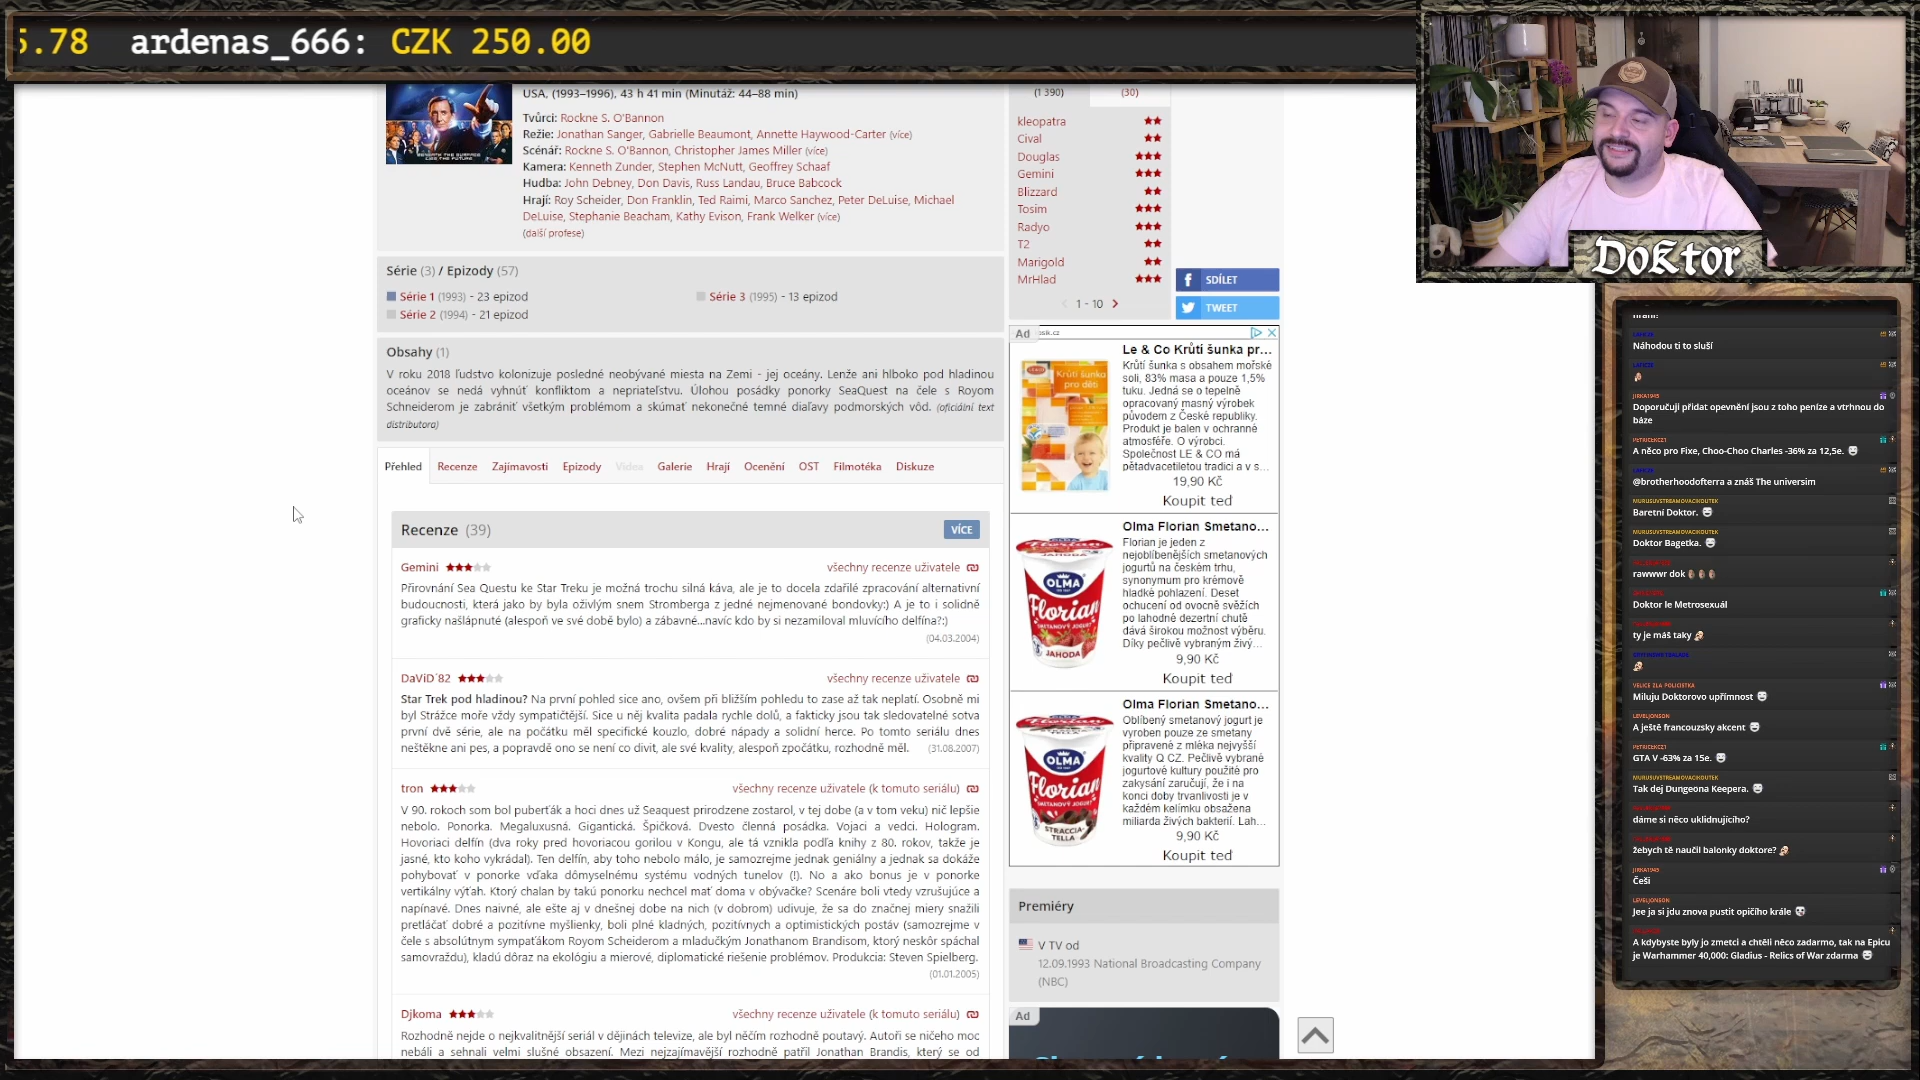 5.78 ardenas_666: CZK 250.00
USA, (1993–1996), 43 h 41 min (Minutáž: 44–88 min)
Tvůrci: Rockne S. O'Bannon
Režie: Jonathan Sanger, Gabrielle Beaumont, Annette Haywood-Carter (více)
Scénář: Rockne S. O'Bannon, Christopher James Miller (více)
Kamera: Kenneth Zunder, Stephen McNutt, Geoffrey Schaaf
Hudba: John Debney, Don Davis, Russ Landau, Bruce Babcock
Hrají: Roy Scheider, Don Franklin, Ted Raimi, Marco Sanchez, Peter DeLuise, Michael
DeLuise, Stephanie Beacham, Kathy Evison, Frank Welker (více)
(další profese)
Série (3) / Epizody (57)
Série 1 (1993) - 23 epizod
Série 3 (1995) - 13 epizod
Série 2 (1994) - 21 epizod
Obsahy (1)
V roku 2018 ľudstvo kolonizuje posledné neobývané miesta na Zemi - jej oceány. Lenže ani hlboko pod hladinou
oceánov se nedá vyhnúť konfliktom a nepriateľstvu. Úlohou posádky ponorky SeaQuest na čele s Royom
Schneiderom je zabrániť všetkým problémom a skúmať nekonečné temné diaľavy podmorských vôd. (oficiální text
distributora)
Přehled Recenze Zajímavosti Epizody Videa Galerie Hrají Ocenění OST Filmotéka Diskuze
Recenze (39) VÍCE
Gemini všechny recenze uživatele
Přirovnání Sea Questu ke Star Treku je možná trochu silná káva, ale je to docela zdařilé zpracování alternativní
budoucnosti, která jako by byla oživlým snem Stromberga z jedné nejmenované bondovky:) A je to i solidně
graficky našlápnuté (alespoň ve své době bylo) a zábavné...navíc kdo by si nezamiloval mluvícího delfína?:)
(04.03.2004)
DaViD´82 všechny recenze uživatele
Star Trek pod hladinou? Na první pohled sice ano, ovšem při bližším pohledu to zase až tak neplatí. Osobně mi
byl Strážce moře vždy sympatičtější. Sice u něj kvalita padala rychle dolů, a fakticky jsou tak sledovatelné sotva
první dvě série, ale na počátku měl specifické kouzlo, dobré nápady a solidní herce. Po tomto seriálu dnes
neštěkne ani pes, a popravdě ono se není co divit, ale své kvality, alespoň zpočátku, rozhodně měl. (31.08.2007)
tron všechny recenze uživatele (k tomuto seriálu)
V 90. rokoch som bol puberťák a hoci dnes už Seaquest prirodzene zostarol, v tej dobe (a v tom veku) nič lepšie
nebolo. Ponorka. Megaluxusná. Gigantická. Špičková. Dvesto členná posádka. Vojaci a vedci. Hologram.
Hovoriaci delfín (dva roky pred hovoriacou gorilou v Kongu, ale tá vznikla podľa knihy z 80. rokov, takže je
jasné, kto koho vykrádal). Ten delfín, aby toho nebolo málo, je samozrejme jednak geniálny a jednak sa dokáže
pohybovať v ponorke vďaka dômyselnému systému vodných tunelov (!). No a ako bonus je v ponorke
vertikálny výťah. Ktorý chalan by takú ponorku nechcel mať doma v obývačke? Scenáre boli vtedy vzrušujúce a
napínavé. Dnes naivné, ale ešte aj v dnešnej dobe na nich (v dobrom) udivuje, že sa do značnej miery snažili
pretláčať dobré a pozitívne myšlienky, boli plné kladných, pozitívnych a optimistických postáv (samozrejme v
čele s absolútnym sympaťákom Royom Scheiderom a mladučkým Jonathanom Brandisom, ktorý neskôr spáchal
samovraždu), kladú dôraz na ekológiu a mierové, diplomatické riešenie problémov. Produkcia: Steven Spielberg.
(01.01.2005)
Djkoma všechny recenze uživatele (k tomuto seriálu)
Rozhodně nejde o nejkvalitnější seriál v dějinách televize, ale byl něčím rozhodně poutavý. Autoři se ničeho moc
nebáli a sehnali velmi slušné obsazení. Mezi nejzajímavější rozhodně patřil Jonathan Brandis, který se od
(1 390) (30)
kleopatra
Cival
Douglas
Gemini
Blizzard
Tosim
Radyo
T2
Marigold
MrHlad
1 - 10
SDÍLET
TWEET
Ad
Le & Co Krůtí šunka pr...
Krůtí šunka s obsahem mořské
soli, 83% masa a pouze 1,5%
tuku. Jedná se o tepelně
opracovaný masný výrobek
původem z České republiky.
Produkt je balen v ochranné
atmosféře. O výrobci.
Společnost LE & CO má
pětadvacetiletou tradici a v s...
19,90 Kč
Koupit teď
Krůtí šunka
pro děti
Olma Florian Smetano...
Florian je jeden z
nejoblíbenějších smetanových
jogurtů na českém trhu,
synonymum pro krémově
hladké pohlazení. Deset
ochucení od ovocně svěžích
po lahodné dezertní chutě
dává širokou možnost výběru.
Díky pečlivě vybraným živý...
9,90 Kč
Koupit teď
OLMA
Florian
JAHODA
Olma Florian Smetano...
Oblíbený smetanový jogurt je
vyroben pouze ze smetany
připravené z mléka nejvyšší
kvality Q CZ. Pečlivě vybrané
jogurtové kultury použité pro
zakysání zaručují, že i na
konci doby trvanlivosti je v
každém kelímku obsažena
miliarda živých bakterií. Lah...
9,90 Kč
Koupit teď
OLMA
Florian
STRACCIA-
TELLA
Premiéry
V TV od
12.09.1993 National Broadcasting Company
(NBC)
Ad
Doktor
Náhodou ti to sluší
JIRKA1945
Doporučuji přidat opevnění jsou z toho peníze a vtrhnou do
báze
PETRICEKCZ1
A něco pro Fixe, Choo-Choo Charles -36% za 12,5e.
@brotherhoodofterra a znáš The universim
Baretní Doktor.
Doktor Bagetka.
rawwwr dok
Doktor le Metrosexuál
ty je máš taky
VELICE ZLA POLICISTKA
Miluju Doktorovo upřímnost
LEVELJONSON
A ještě francouzsky akcent
PETRICEKCZ1
GTA V -63% za 15e.
Tak dej Dungeona Keepera.
dáme si něco uklidnujícího?
žebych tě naučil balonky doktore?
JIRKA1945
Češi
LEVELJONSON
Jee ja si jdu znova pustit opičího krále
A kdybyste byly jo zmetci a chtěli něco zadarmo, tak na Epicu
je Warhammer 40,000: Gladius - Relics of War zdarma